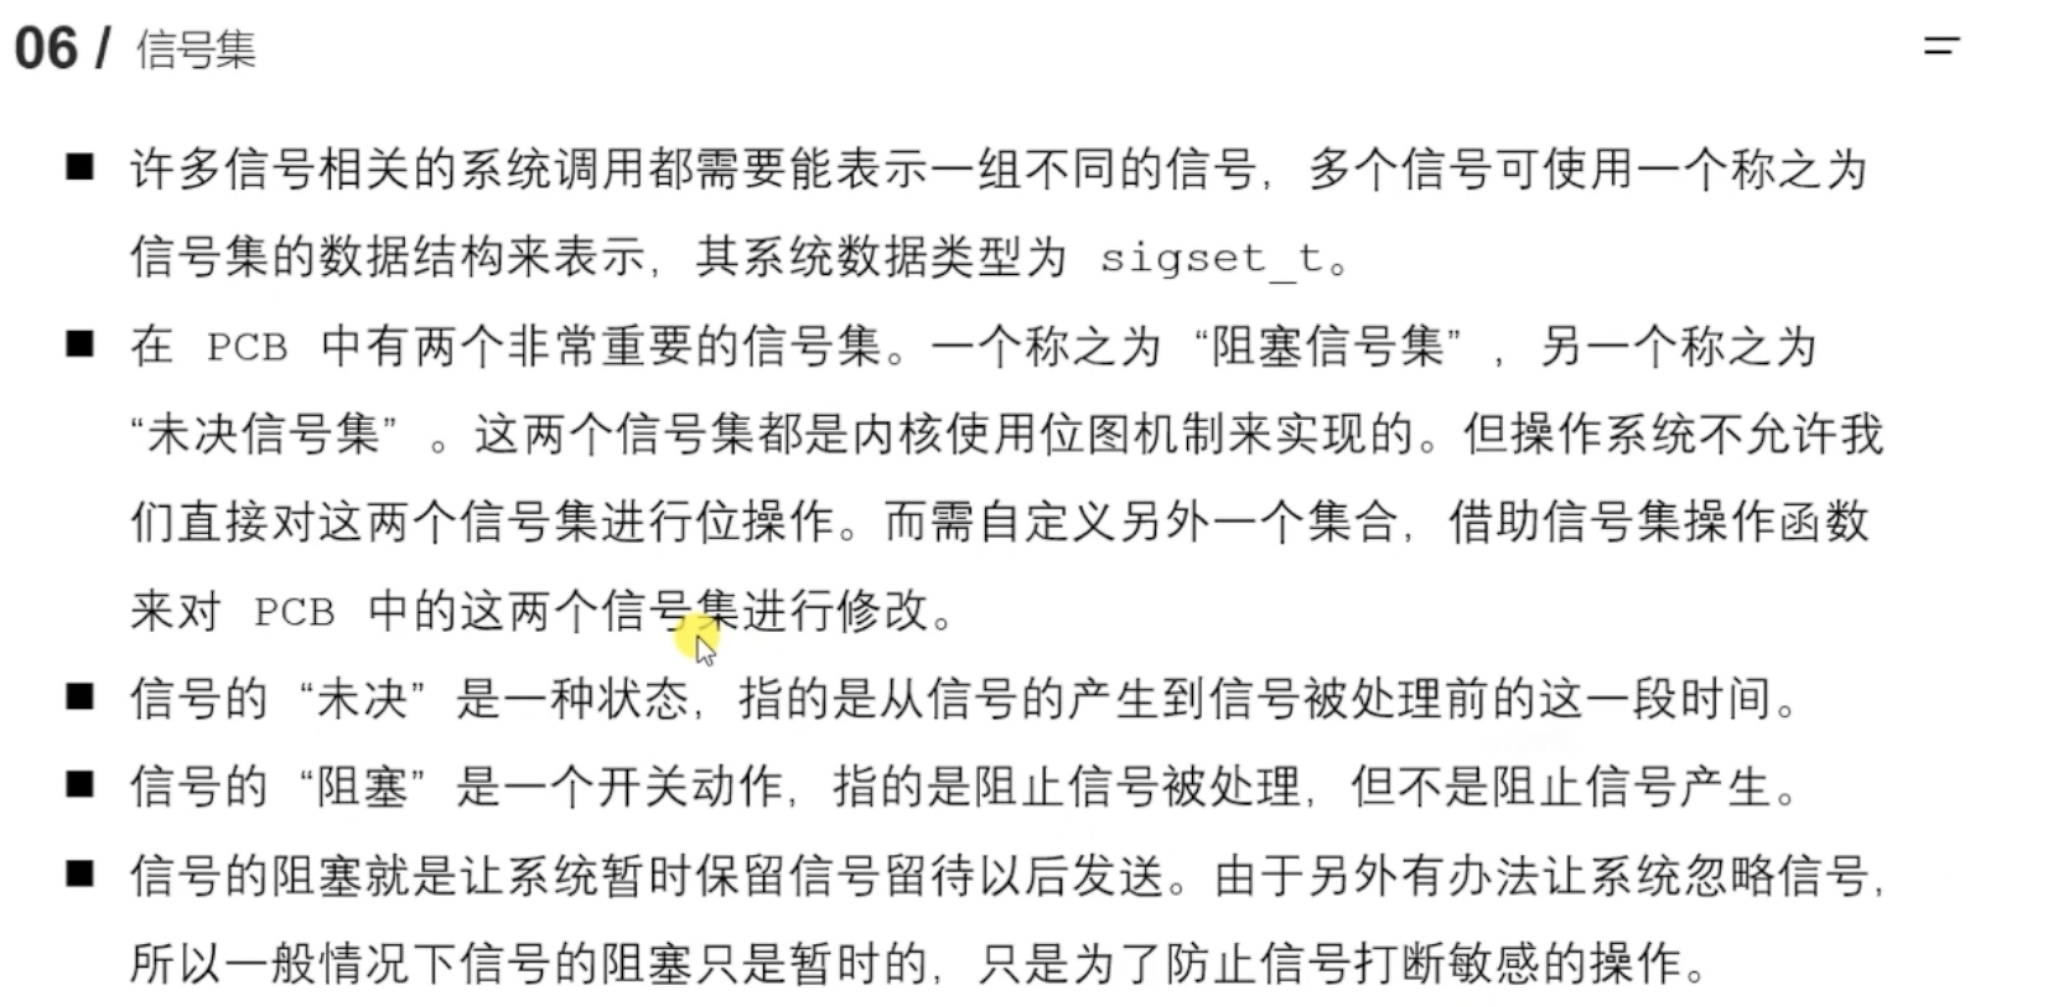 06 / 信号集
■ 许多信号相关的系统调用都需要能表示一组不同的信号，多个信号可使用一个称之为
信号集的数据结构来表示，其系统数据类型为 sigset_t。
■ 在 PCB 中有两个非常重要的信号集。一个称之为 “阻塞信号集” ，另一个称之为
“未决信号集” 。这两个信号集都是内核使用位图机制来实现的。但操作系统不允许我
们直接对这两个信号集进行位操作。而需自定义另外一个集合，借助信号集操作函数
来对 PCB 中的这两个信号集进行修改。
■ 信号的 “未决” 是一种状态，指的是从信号的产生到信号被处理前的这一段时间。
■ 信号的 “阻塞” 是一个开关动作，指的是阻止信号被处理，但不是阻止信号产生。
■ 信号的阻塞就是让系统暂时保留信号留待以后发送。由于另外有办法让系统忽略信号，
所以一般情况下信号的阻塞只是暂时的，只是为了防止信号打断敏感的操作。